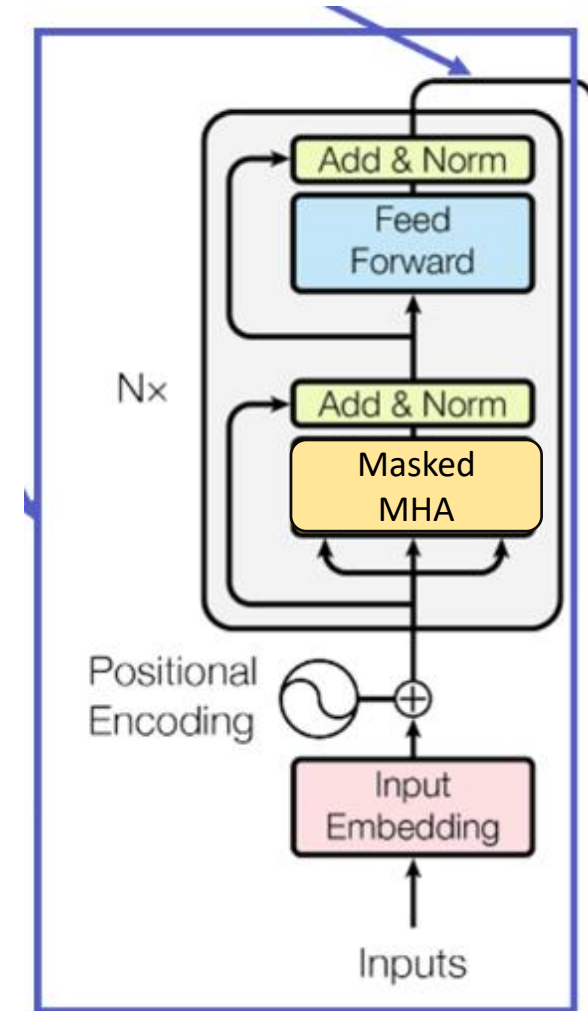 Add & Norm
Feed
Forward
Nx
Add & Norm
Masked
MHA
Positional
Encoding
Input
Embedding
Inputs